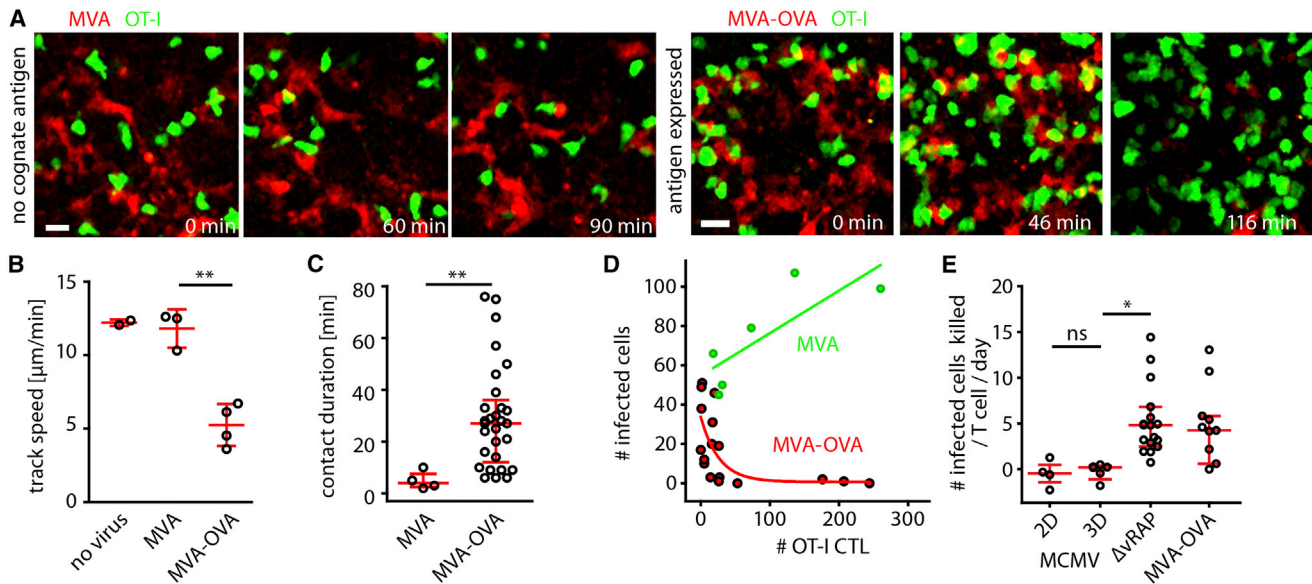 A
MVA OT-I
MVA-OVA OT-I
no cognate antigen
0 min
60 min
90 min
antigen expressed
0 min
46 min
116 min
B
**
track speed [µm/min]
15
10
5
0
no virus
MVA
MVA-OVA
C
**
contact duration [min]
80
60
40
20
0
MVA
MVA-OVA
D
# infected cells
100
80
60
40
20
0
MVA
MVA-OVA
0
100
200
300
# OT-I CTL
E
# infected cells killed
/ T cell / day
20
15
10
5
0
ns
*
2D
3D
MCMV
ΔvRAP
MVA-OVA